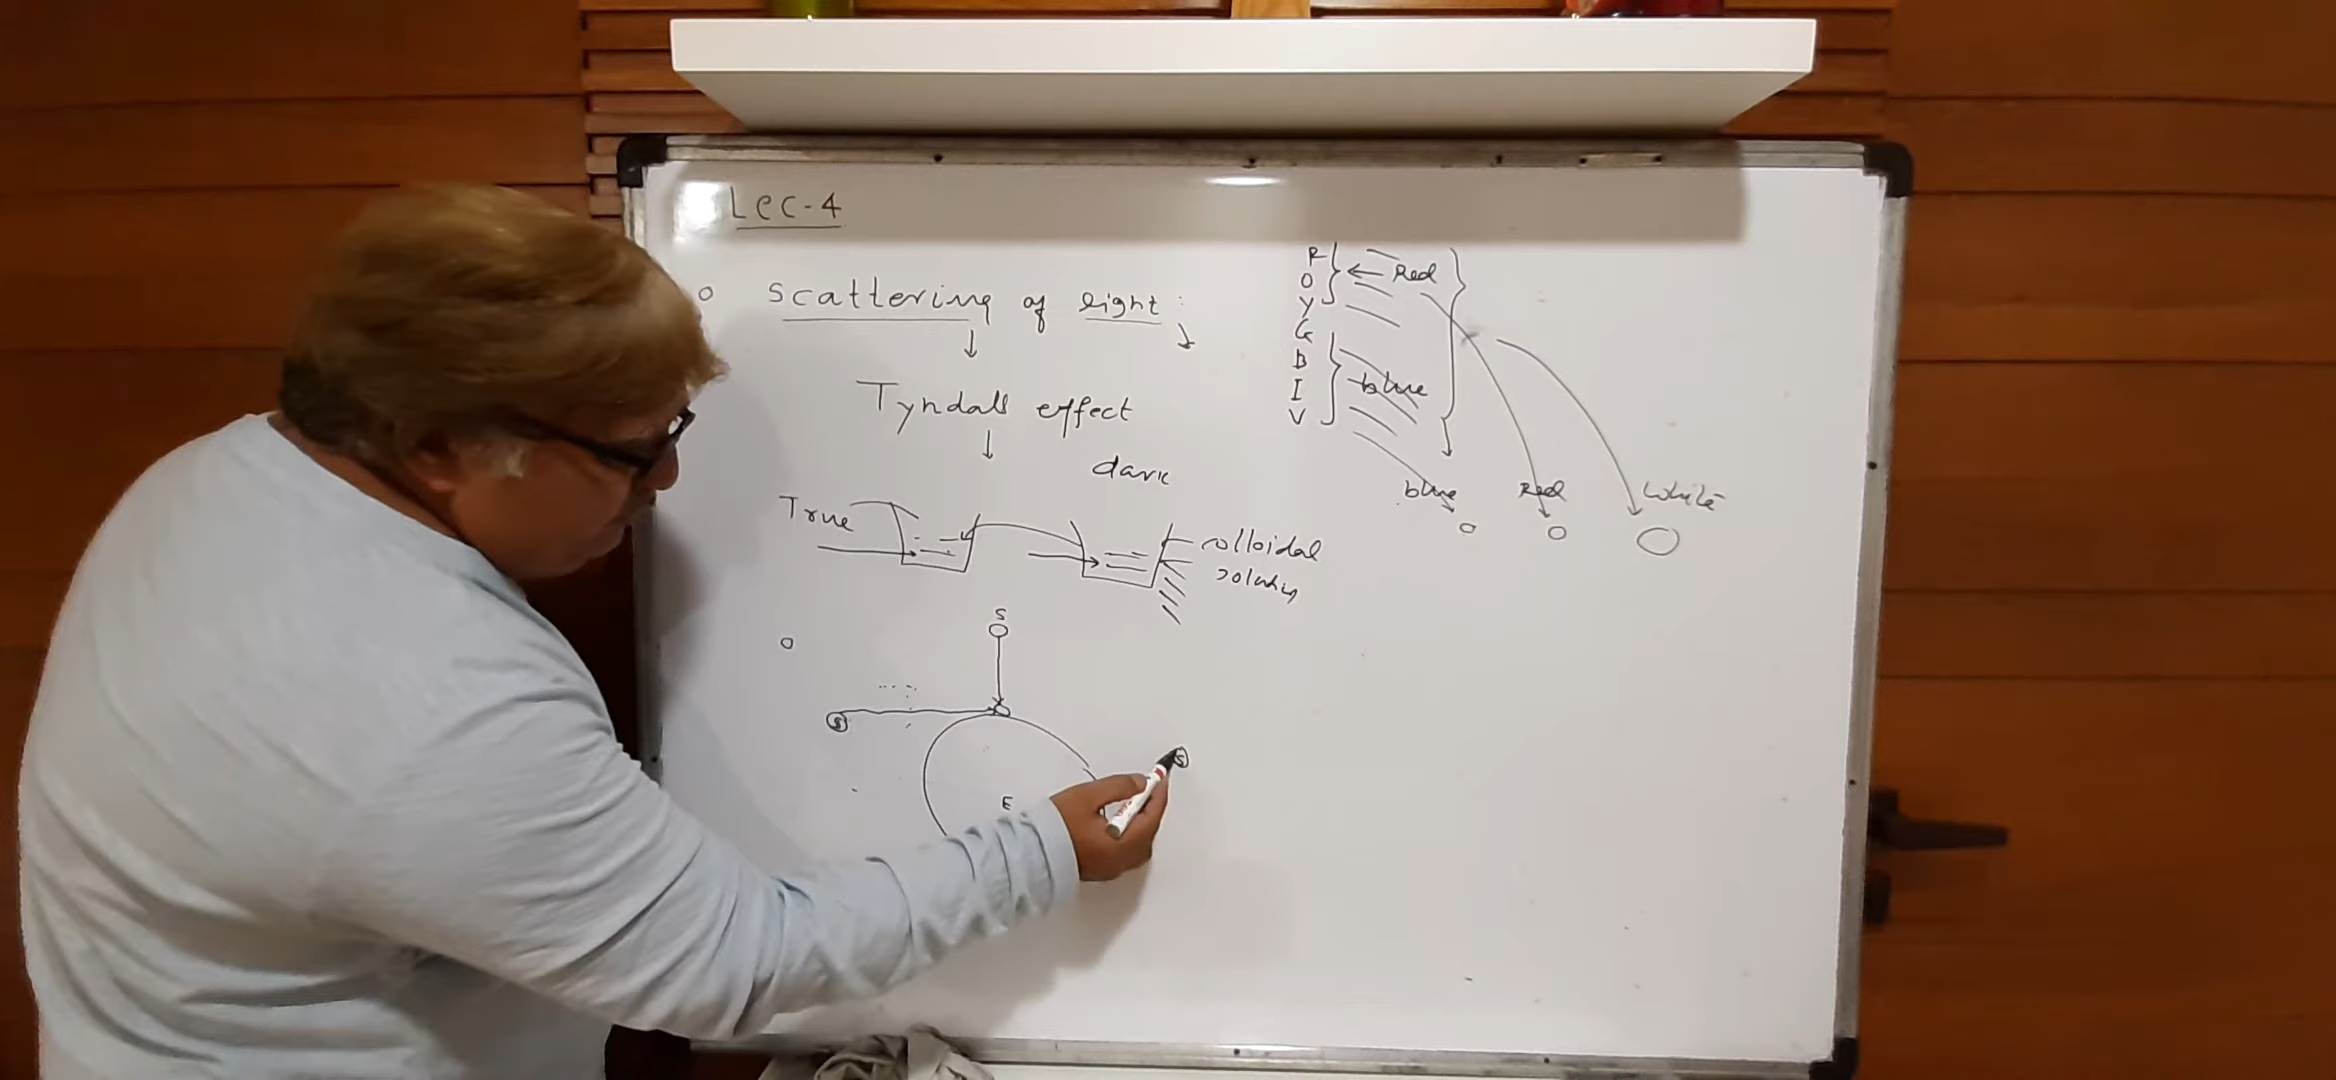 Lec-4
o scattering of light:
Tyndall effect
dark
True
colloidal
solution
S
S
E
S
R
O
Y
G
B
I
V
Red
blue
blue Red White